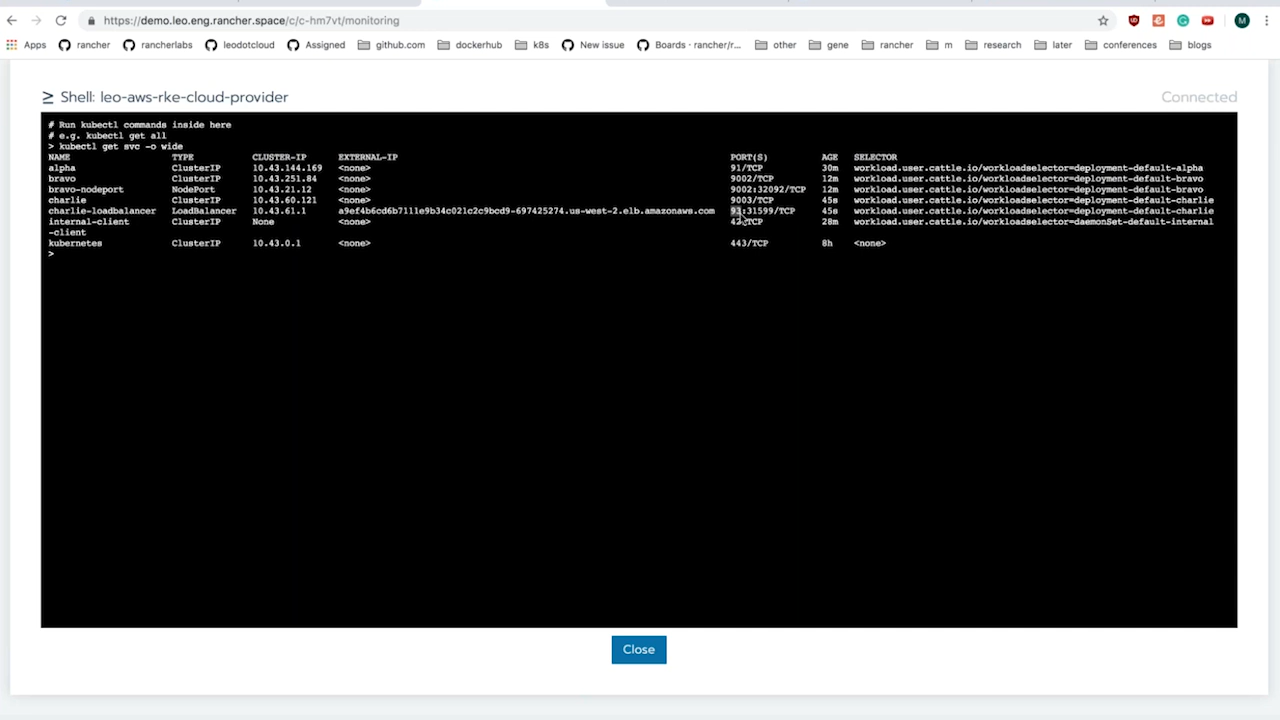 https://demo.leo.eng.rancher.space/c/c-hm7vt/monitoring
M
Apps rancher rancherlabs leodotcloud Assigned github.com dockerhub k8s New issue Boards · rancher/r... other gene rancher m research later conferences blogs
≥ Shell: leo-aws-rke-cloud-provider Connected
# Run kubectl commands inside here
# e.g. kubectl get all
> kubectl get svc -o wide
NAME TYPE CLUSTER-IP EXTERNAL-IP PORT(S) AGE SELECTOR
alpha ClusterIP 10.43.144.169 <none> 91/TCP 30m workload.user.cattle.io/workloadselector=deployment-default-alpha
bravo ClusterIP 10.43.251.84 <none> 9002/TCP 12m workload.user.cattle.io/workloadselector=deployment-default-bravo
bravo-nodeport NodePort 10.43.21.12 <none> 9002:32092/TCP 12m workload.user.cattle.io/workloadselector=deployment-default-bravo
charlie ClusterIP 10.43.60.121 <none> 9003/TCP 45s workload.user.cattle.io/workloadselector=deployment-default-charlie
charlie-loadbalancer LoadBalancer 10.43.61.1 a9ef4b6cd6b7111e9b34c021c2c9bcd9-697425274.us-west-2.elb.amazonaws.com 93:31599/TCP 45s workload.user.cattle.io/workloadselector=deployment-default-charlie
internal-client ClusterIP None <none> 42/TCP 28m workload.user.cattle.io/workloadselector=daemonSet-default-internal
-client
kubernetes ClusterIP 10.43.0.1 <none> 443/TCP 8h <none>
>
Close